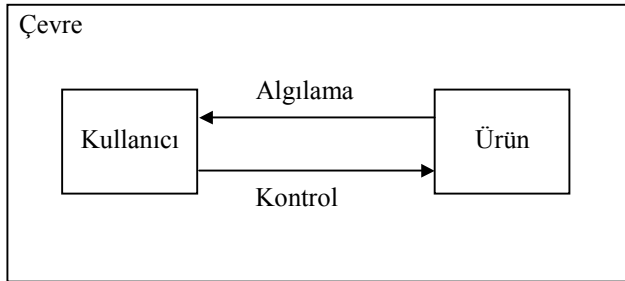 Çevre
Algılama
Kullanıcı
Ürün
Kontrol